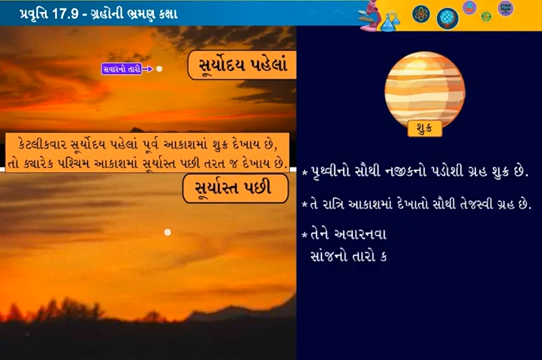 પ્રવૃત્તિ 17.9 - ગ્રહોની ભ્રમણ કક્ષા
સૂર્યોદય પહેલાં
સવારનો તારો
કેટલીકવાર સૂર્યોદય પહેલાં પૂર્વ આકાશમાં શુક્ર દેખાય છે,
તો ક્યારેક પશ્ચિમ આકાશમાં સૂર્યાસ્ત પછી તરત જ દેખાય છે.
સૂર્યાસ્ત પછી
શુક્ર
* પૃથ્વીનો સૌથી નજીકનો પડોશી ગ્રહ શુક્ર છે.
* તે રાત્રિ આકાશમાં દેખાતો સૌથી તેજસ્વી ગ્રહ છે.
* તેને અવારનવા
સાંજનો તારો ક